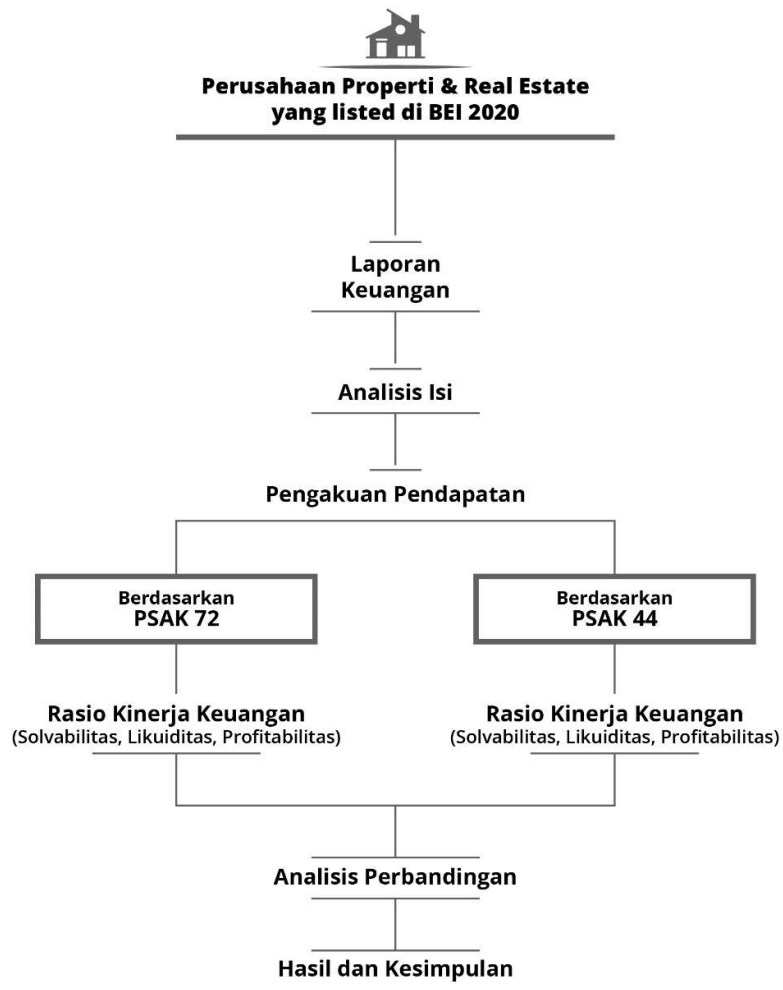 Perusahaan Properti & Real Estate
yang listed di BEI 2020
Laporan
Keuangan
Analisis Isi
Pengakuan Pendapatan
Berdasarkan
PSAK 72
Berdasarkan
PSAK 44
Rasio Kinerja Keuangan
(Solvabilitas, Likuiditas, Profitabilitas)
Rasio Kinerja Keuangan
(Solvabilitas, Likuiditas, Profitabilitas)
Analisis Perbandingan
Hasil dan Kesimpulan